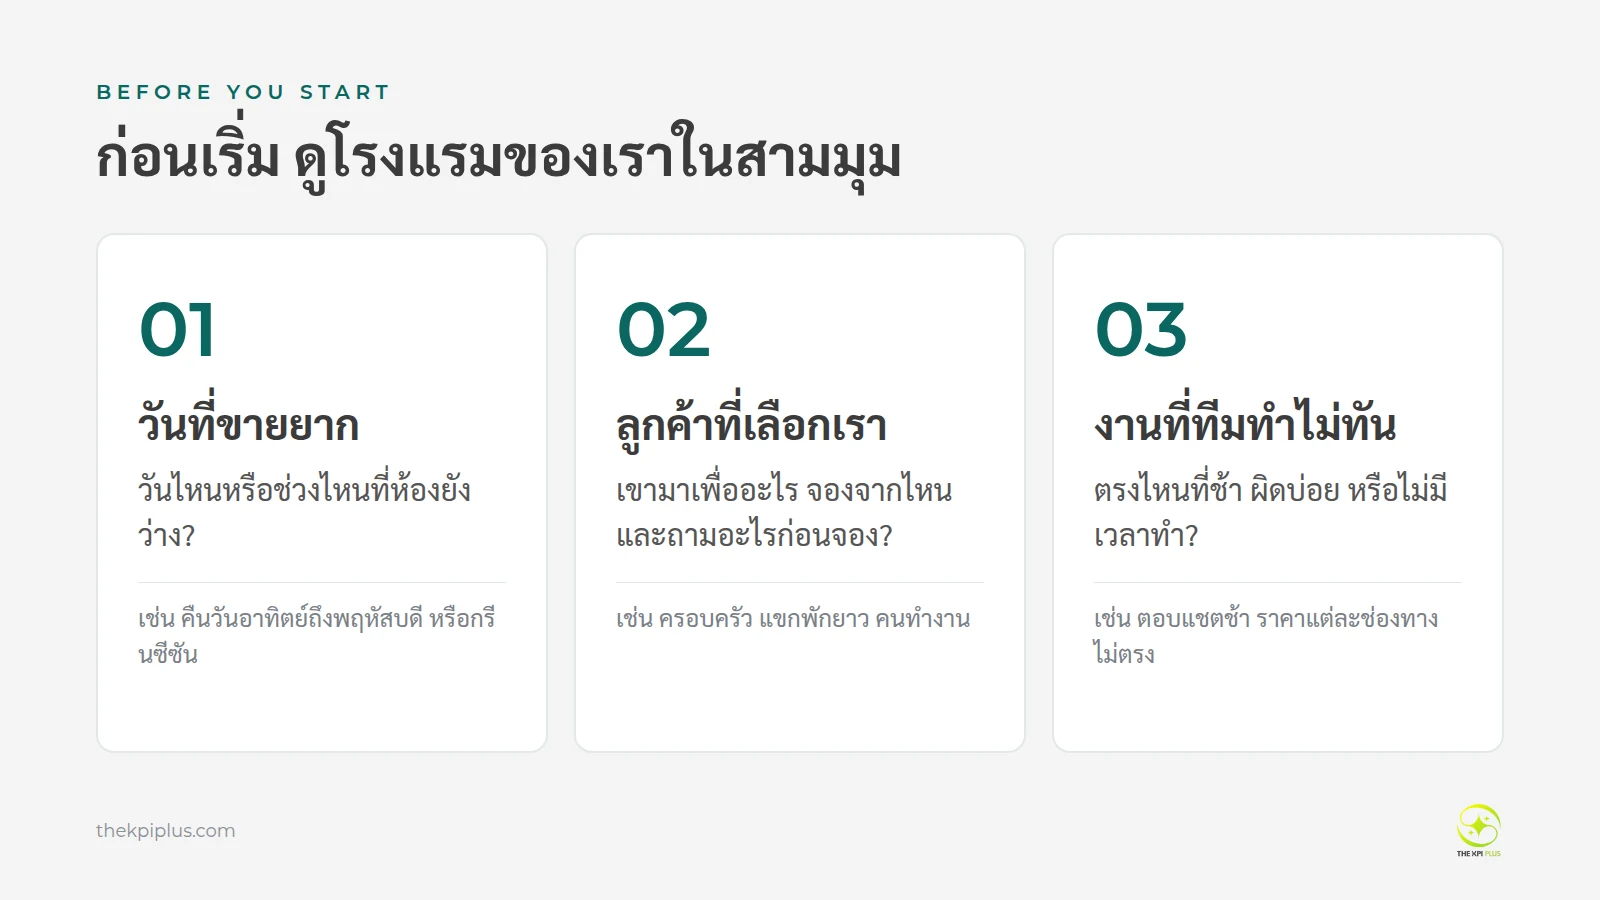 BEFORE YOU START
ก่อนเริ่ม ดูโรงแรมของเราในสามมุม
01
วันที่ขายยาก
วันไหนหรือช่วงไหนที่ห้องยัง
ว่าง?
เช่น คืนวันอาทิตย์ถึงพฤหัสบดี หรือกรี
นซีซัน
02
ลูกค้าที่เลือกเรา
เขามาเพื่ออะไร จองจากไหน
และถามอะไรก่อนจอง?
เช่น ครอบครัว แขกพักยาว คนทำงาน
03
งานที่ทีมทำไม่ทัน
ตรงไหนที่ช้า ผิดบ่อย หรือไม่มี
เวลาทำ?
เช่น ตอบแชตช้า ราคาแต่ละช่องทาง
ไม่ตรง
thekpiplus.com
THE KPI PLUS